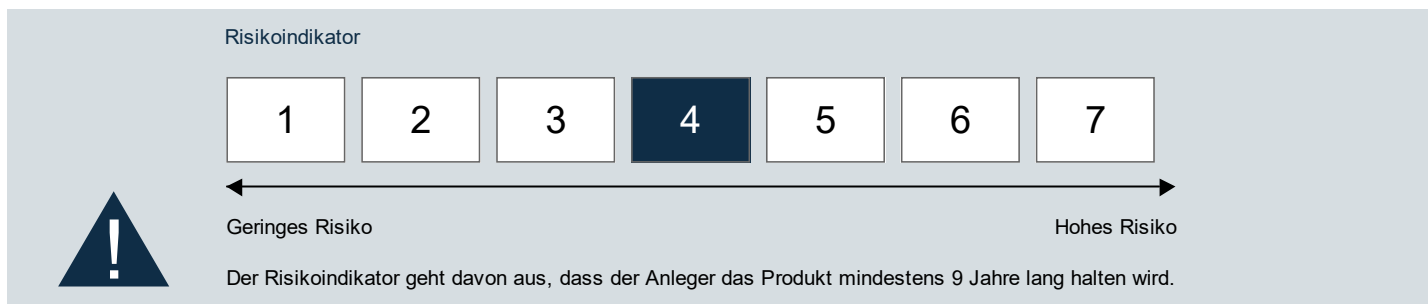 Risikoindikator
1 2 3 4 5 6 7
Geringes Risiko Hohes Risiko
!
Der Risikoindikator geht davon aus, dass der Anleger das Produkt mindestens 9 Jahre lang halten wird.